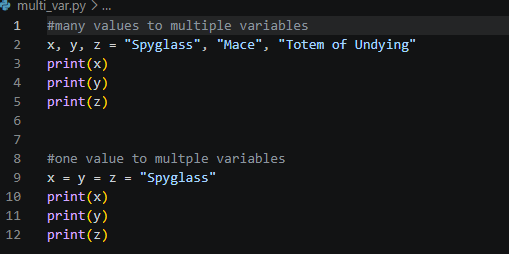 multi_var.py > ...
1 #many values to multiple variables
2 x, y, z = "Spyglass", "Mace", "Totem of Undying"
3 print(x)
4 print(y)
5 print(z)
6
7
8 #one value to multple variables
9 x = y = z = "Spyglass"
10 print(x)
11 print(y)
12 print(z)